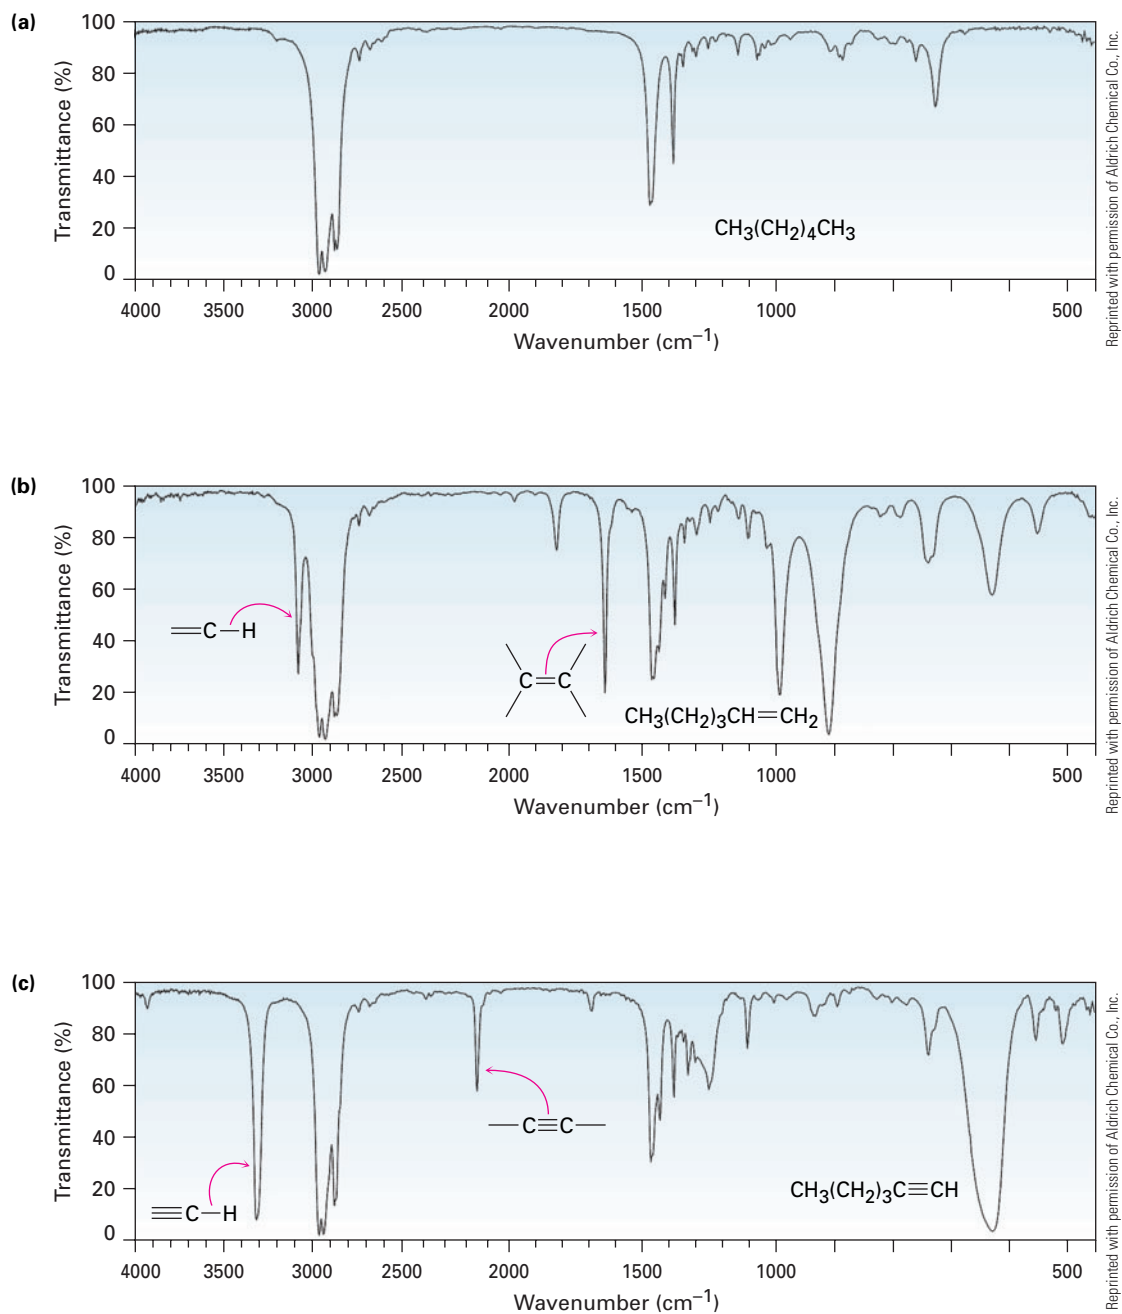 (a)
Transmittance (%)
100
80
60
40
20
0
CH₃(CH₂)₄CH₃
4000 3500 3000 2500 2000 1500 1000 500
Wavenumber (cm⁻¹)
Reprinted with permission of Aldrich Chemical Co., Inc.
(b)
Transmittance (%)
100
80
60
40
20
0
═C—H
C═C
CH₃(CH₂)₃CH═CH₂
4000 3500 3000 2500 2000 1500 1000 500
Wavenumber (cm⁻¹)
Reprinted with permission of Aldrich Chemical Co., Inc.
(c)
Transmittance (%)
100
80
60
40
20
0
≡C—H
—C≡C—
CH₃(CH₂)₃C≡CH
4000 3500 3000 2500 2000 1500 1000 500
Wavenumber (cm⁻¹)
Reprinted with permission of Aldrich Chemical Co., Inc.